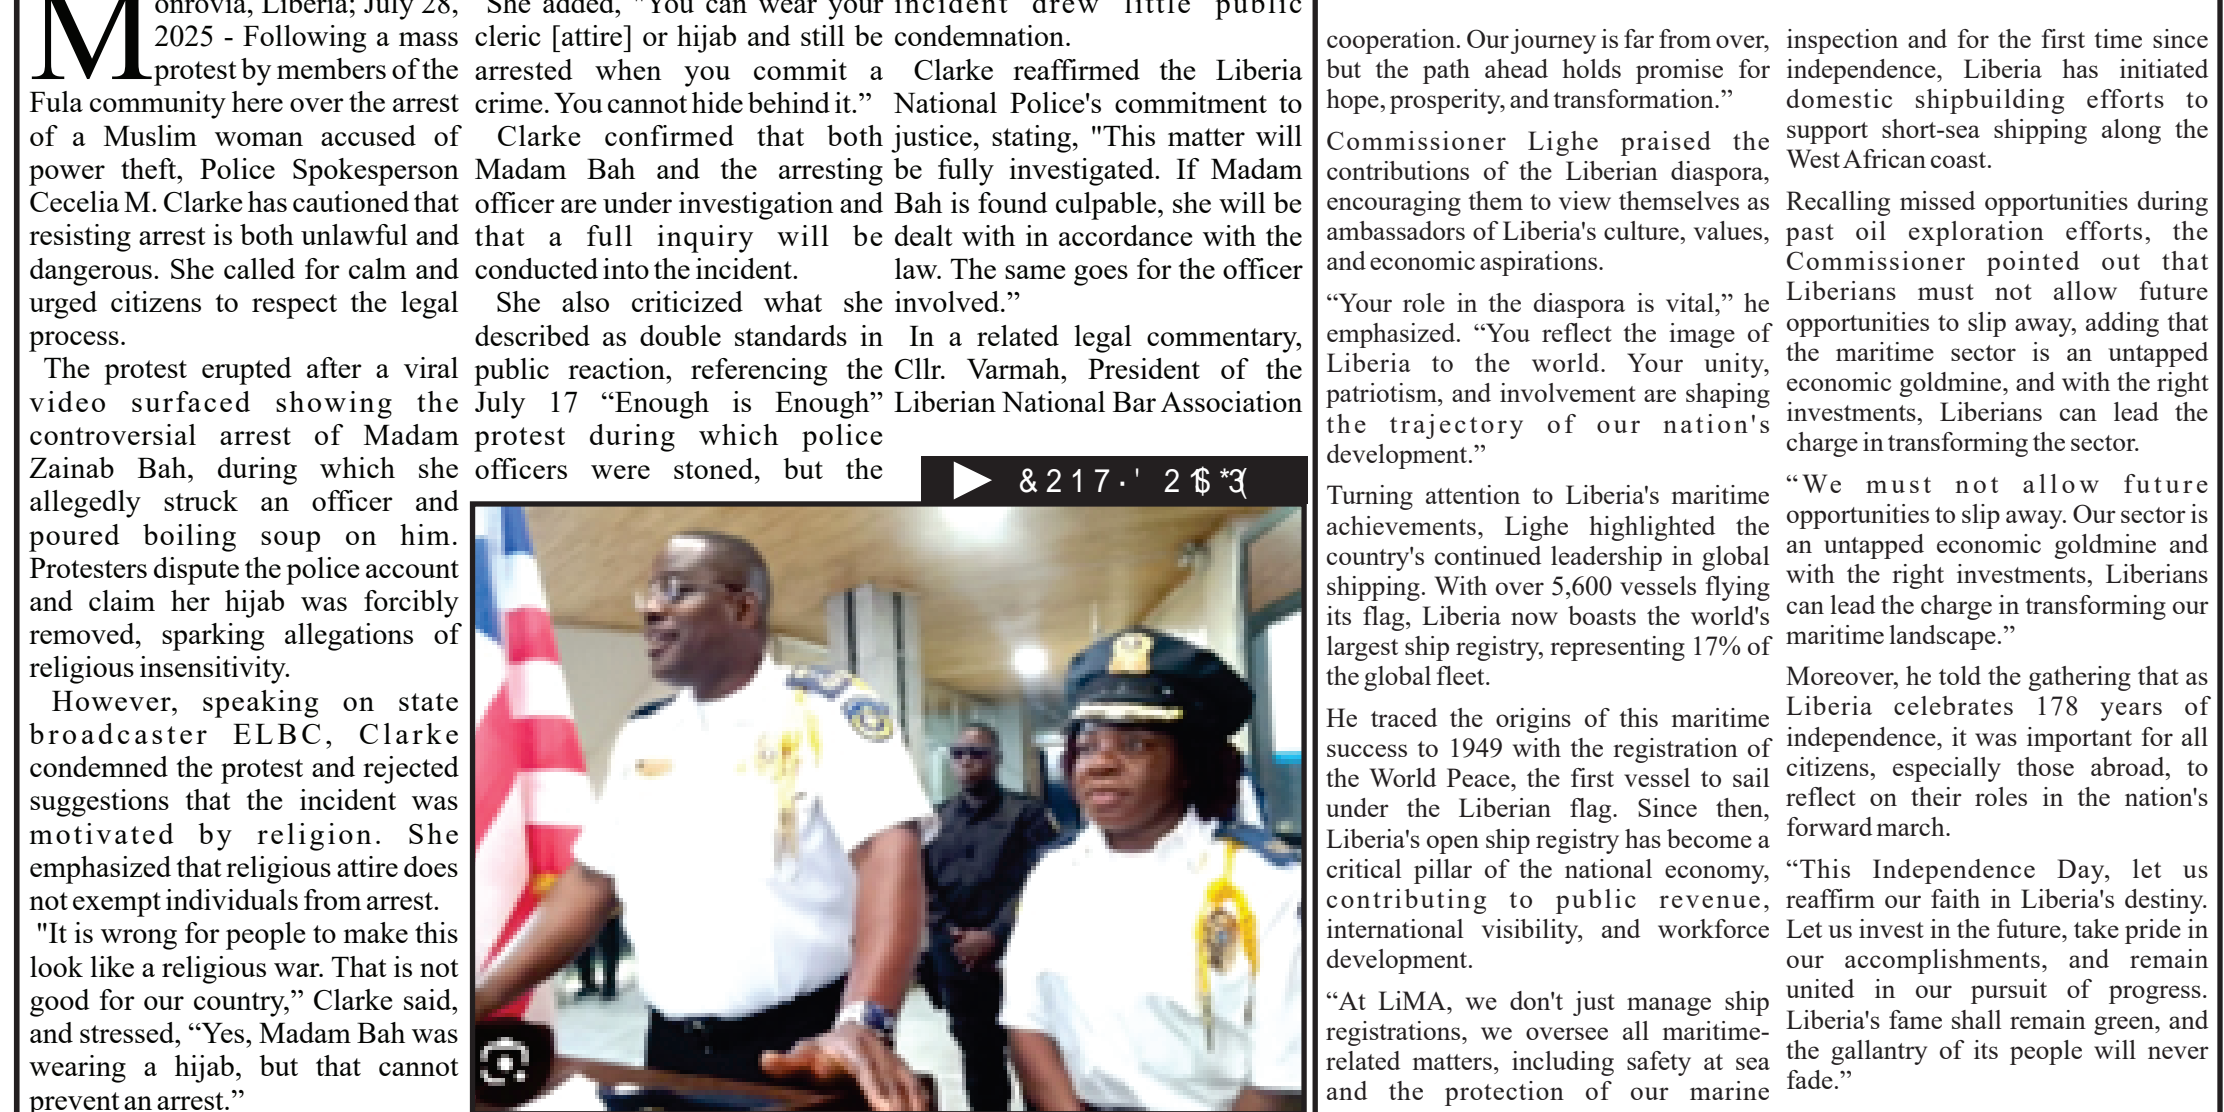 Monrovia, Liberia; July 28,
2025 - Following a mass
protest by members of the
Fula community here over the arrest
of a Muslim woman accused of
power theft, Police Spokesperson
Cecelia M. Clarke has cautioned that
resisting arrest is both unlawful and
dangerous. She called for calm and
urged citizens to respect the legal
process.
The protest erupted after a viral
video surfaced showing the
controversial arrest of Madam
Zainab Bah, during which she
allegedly struck an officer and
poured boiling soup on him.
Protesters dispute the police account
and claim her hijab was forcibly
removed, sparking allegations of
religious insensitivity.
However, speaking on state
broadcaster ELBC, Clarke
condemned the protest and rejected
suggestions that the incident was
motivated by religion. She
emphasized that religious attire does
not exempt individuals from arrest.
"It is wrong for people to make this
look like a religious war. That is not
good for our country,” Clarke said,
and stressed, “Yes, Madam Bah was
wearing a hijab, but that cannot
prevent an arrest.”
She added, "You can wear your
cleric [attire] or hijab and still be
arrested when you commit a
crime. You cannot hide behind it.”
Clarke confirmed that both
Madam Bah and the arresting
officer are under investigation and
that a full inquiry will be
conducted into the incident.
She also criticized what she
described as double standards in
public reaction, referencing the
July 17 “Enough is Enough”
protest during which police
officers were stoned, but the
incident drew little public
condemnation.
Clarke reaffirmed the Liberia
National Police's commitment to
justice, stating, "This matter will
be fully investigated. If Madam
Bah is found culpable, she will be
dealt with in accordance with the
law. The same goes for the officer
involved.”
In a related legal commentary,
Cllr. Varmah, President of the
Liberian National Bar Association
cooperation. Our journey is far from over,
but the path ahead holds promise for
hope, prosperity, and transformation.”
Commissioner Lighe praised the
contributions of the Liberian diaspora,
encouraging them to view themselves as
ambassadors of Liberia's culture, values,
and economic aspirations.
“Your role in the diaspora is vital,” he
emphasized. “You reflect the image of
Liberia to the world. Your unity,
patriotism, and involvement are shaping
the trajectory of our nation's
development.”
Turning attention to Liberia's maritime
achievements, Lighe highlighted the
country's continued leadership in global
shipping. With over 5,600 vessels flying
its flag, Liberia now boasts the world's
largest ship registry, representing 17% of
the global fleet.
He traced the origins of this maritime
success to 1949 with the registration of
the World Peace, the first vessel to sail
under the Liberian flag. Since then,
Liberia's open ship registry has become a
critical pillar of the national economy,
contributing to public revenue,
international visibility, and workforce
development.
“At LiMA, we don't just manage ship
registrations, we oversee all maritime-
related matters, including safety at sea
and the protection of our marine
inspection and for the first time since
independence, Liberia has initiated
domestic shipbuilding efforts to
support short-sea shipping along the
West African coast.
Recalling missed opportunities during
past oil exploration efforts, the
Commissioner pointed out that
Liberians must not allow future
opportunities to slip away, adding that
the maritime sector is an untapped
economic goldmine, and with the right
investments, Liberians can lead the
charge in transforming the sector.
“We must not allow future
opportunities to slip away. Our sector is
an untapped economic goldmine and
with the right investments, Liberians
can lead the charge in transforming our
maritime landscape.”
Moreover, he told the gathering that as
Liberia celebrates 178 years of
independence, it was important for all
citizens, especially those abroad, to
reflect on their roles in the nation's
forward march.
“This Independence Day, let us
reaffirm our faith in Liberia's destiny.
Let us invest in the future, take pride in
our accomplishments, and remain
united in our pursuit of progress.
Liberia's fame shall remain green, and
the gallantry of its people will never
fade.”